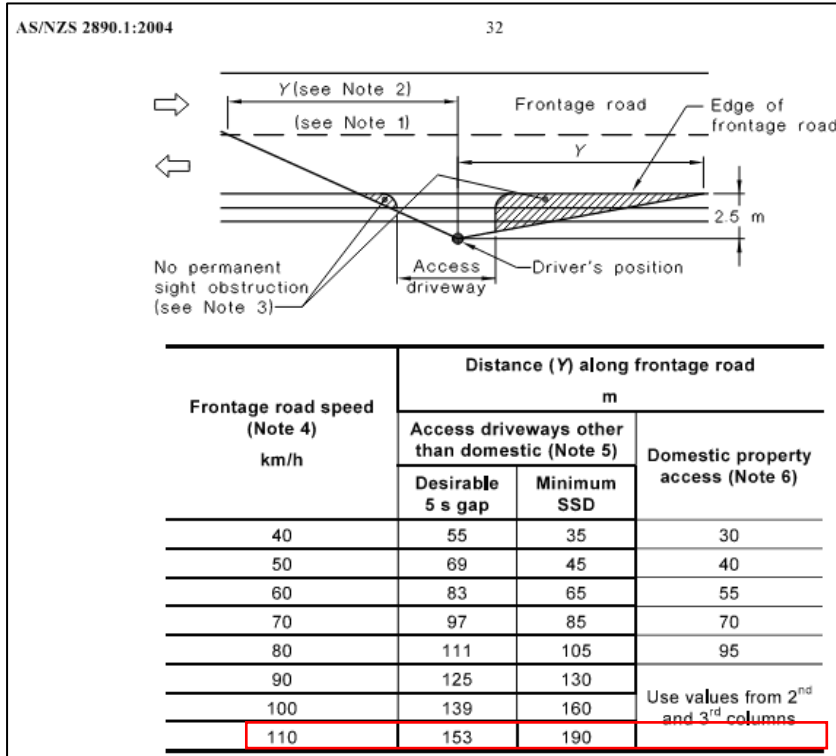 AS/NZS 2890.1:2004 32
Y (see Note 2) Frontage road Edge of
(see Note 1) frontage road
Y
2.5 m
No permanent Access Driver's position
sight obstruction driveway
(see Note 3)
Distance (Y) along frontage road
m
Frontage road speed
(Note 4)
km/h
Access driveways other
than domestic (Note 5)
Domestic property
access (Note 6)
Desirable Minimum
5 s gap SSD
40 55 35 30
50 69 45 40
60 83 65 55
70 97 85 70
80 111 105 95
90 125 130
100 139 160
Use values from 2nd
and 3rd columns
110 153 190